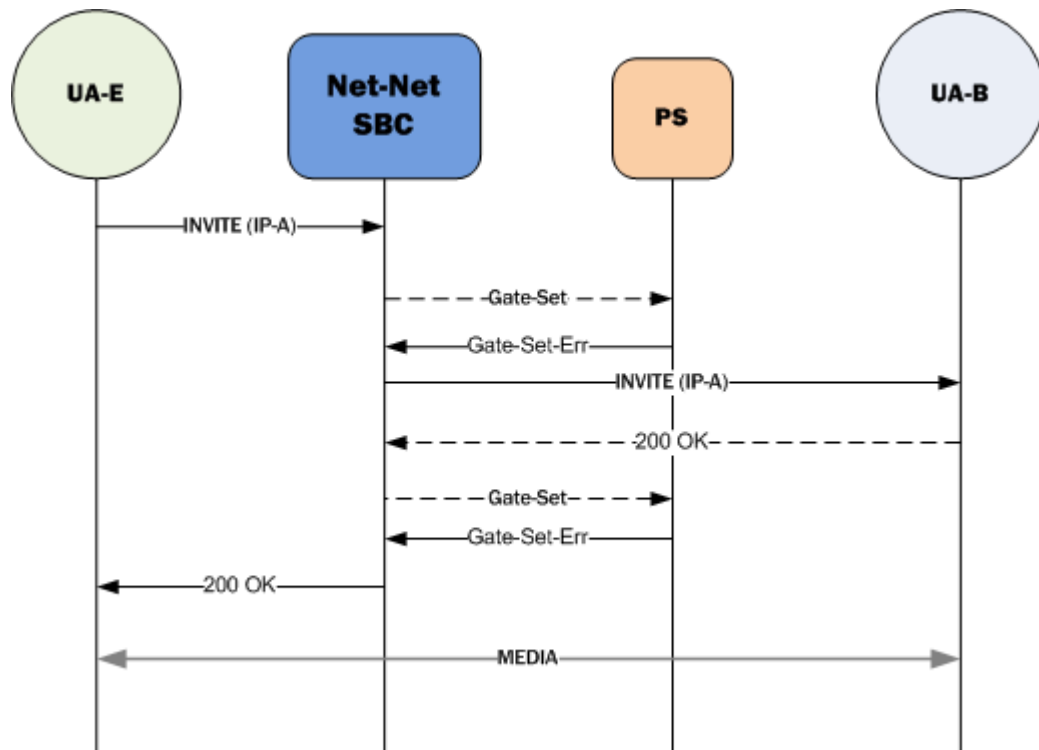 UA-E
Net-Net
SBC
PS
UA-B
INVITE (IP-A)
Gate-Set
Gate-Set-Err
INVITE (IP-A)
200 OK
Gate-Set
Gate-Set-Err
200 OK
MEDIA